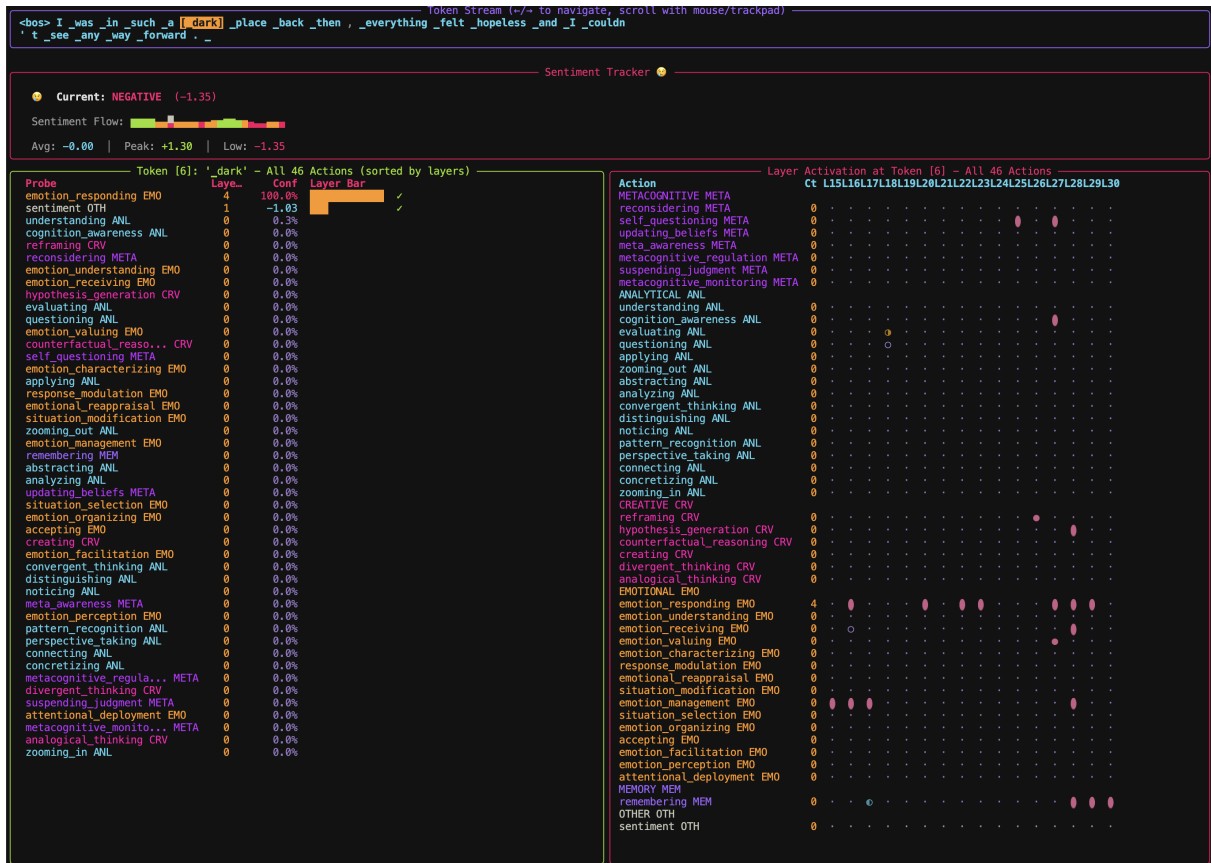 Token Stream (←/→ to navigate, scroll with mouse/trackpad)
<bos> I _was _in _such _a [_dark] _place _back _then , _everything _felt _hopeless _and _I _couldn
' t _see _any _way _forward . _
Sentiment Tracker
Current: NEGATIVE (-1.35)
Sentiment Flow:
Avg: -0.00 | Peak: +1.30 | Low: -1.35
Token [6]: '_dark' - All 46 Actions (sorted by layers)
Probe Laye… Conf Layer Bar
emotion_responding EMO 4 100.0% ✓
sentiment OTH 1 -1.03 ✓
understanding ANL 0 0.3%
cognition_awareness ANL 0 0.0%
reframing CRV 0 0.0%
reconsidering META 0 0.0%
emotion_understanding EMO 0 0.0%
emotion_receiving EMO 0 0.0%
hypothesis_generation CRV 0 0.0%
evaluating ANL 0 0.0%
questioning ANL 0 0.0%
emotion_valuing EMO 0 0.0%
counterfactual_reaso... CRV 0 0.0%
self_questioning META 0 0.0%
emotion_characterizing EMO 0 0.0%
applying ANL 0 0.0%
response_modulation EMO 0 0.0%
emotional_reappraisal EMO 0 0.0%
situation_modification EMO 0 0.0%
zooming_out ANL 0 0.0%
emotion_management EMO 0 0.0%
remembering MEM 0 0.0%
abstracting ANL 0 0.0%
analyzing ANL 0 0.0%
updating_beliefs META 0 0.0%
situation_selection EMO 0 0.0%
emotion_organizing EMO 0 0.0%
accepting EMO 0 0.0%
creating CRV 0 0.0%
emotion_facilitation EMO 0 0.0%
convergent_thinking ANL 0 0.0%
distinguishing ANL 0 0.0%
noticing ANL 0 0.0%
meta_awareness META 0 0.0%
emotion_perception EMO 0 0.0%
pattern_recognition ANL 0 0.0%
perspective_taking ANL 0 0.0%
connecting ANL 0 0.0%
concretizing ANL 0 0.0%
metacognitive_regula... META 0 0.0%
divergent_thinking CRV 0 0.0%
suspending_judgment META 0 0.0%
attentional_deployment EMO 0 0.0%
metacognitive_monito... META 0 0.0%
analogical_thinking CRV 0 0.0%
zooming_in ANL 0 0.0%
Layer Activation at Token [6] - All 46 Actions
Action Ct L15L16L17L18L19L20L21L22L23L24L25L26L27L28L29L30
METACOGNITIVE META
reconsidering META 0
self_questioning META 0
updating_beliefs META 0
meta_awareness META 0
metacognitive_regulation META 0
suspending_judgment META 0
metacognitive_monitoring META 0
ANALYTICAL ANL
understanding ANL 0
cognition_awareness ANL 0
evaluating ANL 0
questioning ANL 0
applying ANL 0
zooming_out ANL 0
abstracting ANL 0
analyzing ANL 0
convergent_thinking ANL 0
distinguishing ANL 0
noticing ANL 0
pattern_recognition ANL 0
perspective_taking ANL 0
connecting ANL 0
concretizing ANL 0
zooming_in ANL 0
CREATIVE CRV
reframing CRV 0
hypothesis_generation CRV 0
counterfactual_reasoning CRV 0
creating CRV 0
divergent_thinking CRV 0
analogical_thinking CRV 0
EMOTIONAL EMO
emotion_responding EMO 4
emotion_understanding EMO 0
emotion_receiving EMO 0
emotion_valuing EMO 0
emotion_characterizing EMO 0
response_modulation EMO 0
emotional_reappraisal EMO 0
situation_modification EMO 0
emotion_management EMO 0
situation_selection EMO 0
emotion_organizing EMO 0
accepting EMO 0
emotion_facilitation EMO 0
emotion_perception EMO 0
attentional_deployment EMO 0
MEMORY MEM
remembering MEM 0
OTHER OTH
sentiment OTH 0